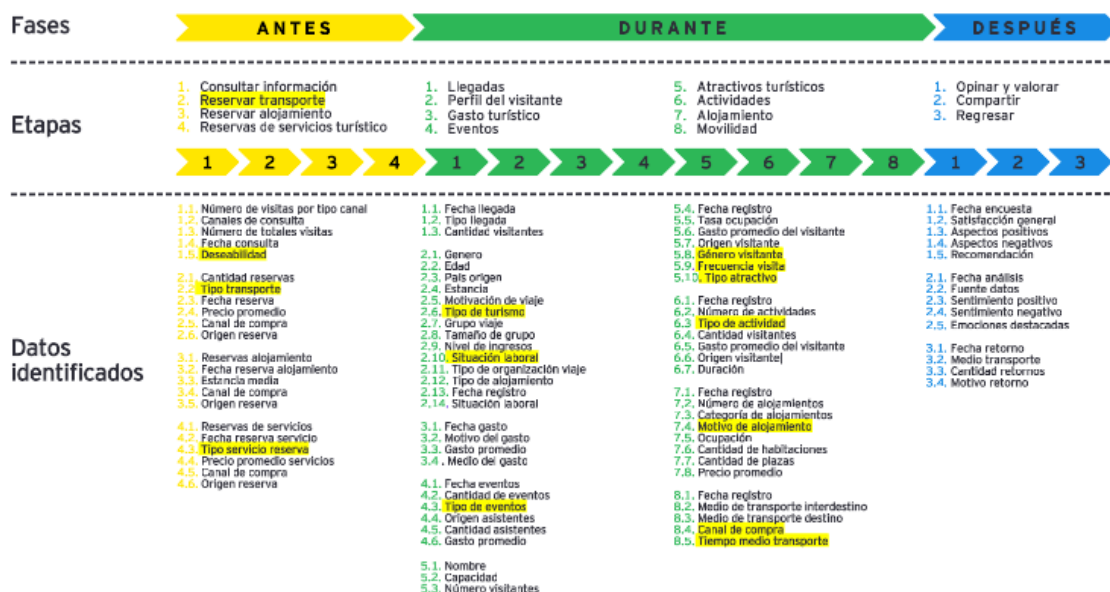 Fases
ANTES
DURANTE
DESPUÉS
Etapas
1. Consultar información
2. Reservar transporte
3. Reservar alojamiento
4. Reservas de servicios turístico
1. Llegadas
2. Perfil del visitante
3. Gasto turístico
4. Eventos
5. Atractivos turísticos
6. Actividades
7. Alojamiento
8. Movilidad
1. Opinar y valorar
2. Compartir
3. Regresar
1 2 3 4 1 2 3 4 5 6 7 8 1 2 3
Datos
identificados
1.1. Número de visitas por tipo canal
1.2. Canales de consulta
1.3. Número de totales visitas
1.4. Fecha consulta
1.5. Deseabilidad
2.1. Cantidad reservas
2.2. Tipo transporte
2.3. Fecha reserva
2.4. Precio promedio
2.5. Canal de compra
2.6. Origen reserva
3.1. Reservas alojamiento
3.2. Fecha reserva alojamiento
3.3. Estancia media
3.4. Canal de compra
3.5. Origen reserva
4.1. Reservas de servicios
4.2. Fecha reserva servicio
4.3. Tipo servicio reserva
4.4. Precio promedio servicios
4.5. Canal de compra
4.6. Origen reserva
1.1. Fecha llegada
1.2. Tipo llegada
1.3. Cantidad visitantes
2.1. Genero
2.2. Edad
2.3. País origen
2.4. Estancia
2.5. Motivación de viaje
2.6. Tipo de turismo
2.7. Grupo viaje
2.8. Tamaño de grupo
2.9. Nivel de ingresos
2.10. Situación laboral
2.11. Tipo de organización viaje
2.12. Tipo de alojamiento
2.13. Fecha registro
2.14. Situación laboral
3.1. Fecha gasto
3.2. Motivo del gasto
3.3. Gasto promedio
3.4 . Medio del gasto
4.1. Fecha eventos
4.2. Cantidad de eventos
4.3. Tipo de eventos
4.4. Origen asistentes
4.5. Cantidad asistentes
4.6. Gasto promedio
5.1. Nombre
5.2. Capacidad
5.3. Número visitantes
5.4. Fecha registro
5.5. Tasa ocupación
5.6. Gasto promedio del visitante
5.7. Origen visitante
5.8. Género visitante
5.9. Frecuencia visita
5.10. Tipo atractivo
6.1. Fecha registro
6.2. Número de actividades
6.3 Tipo de actividad
6.4. Cantidad visitantes
6.5. Gasto promedio del visitante
6.6. Origen visitante|
6.7. Duración
7.1. Fecha registro
7.2. Número de alojamientos
7.3. Categoría de alojamientos
7.4. Motivo de alojamiento
7.5. Ocupación
7.6. Cantidad de habitaciones
7.7. Cantidad de plazas
7.8. Precio promedio
8.1. Fecha registro
8.2. Medio de transporte interdestino
8.3. Medio de transporte destino
8.4. Canal de compra
8.5. Tiempo medio transporte
1.1. Fecha encuesta
1.2. Satisfacción general
1.3. Aspectos positivos
1.4. Aspectos negativos
1.5. Recomendación
2.1. Fecha análisis
2.2. Fuente datos
2.3. Sentimiento positivo
2.4. Sentimiento negativo
2.5. Emociones destacadas
3.1. Fecha retorno
3.2. Medio transporte
3.3. Cantidad retornos
3.4. Motivo retorno